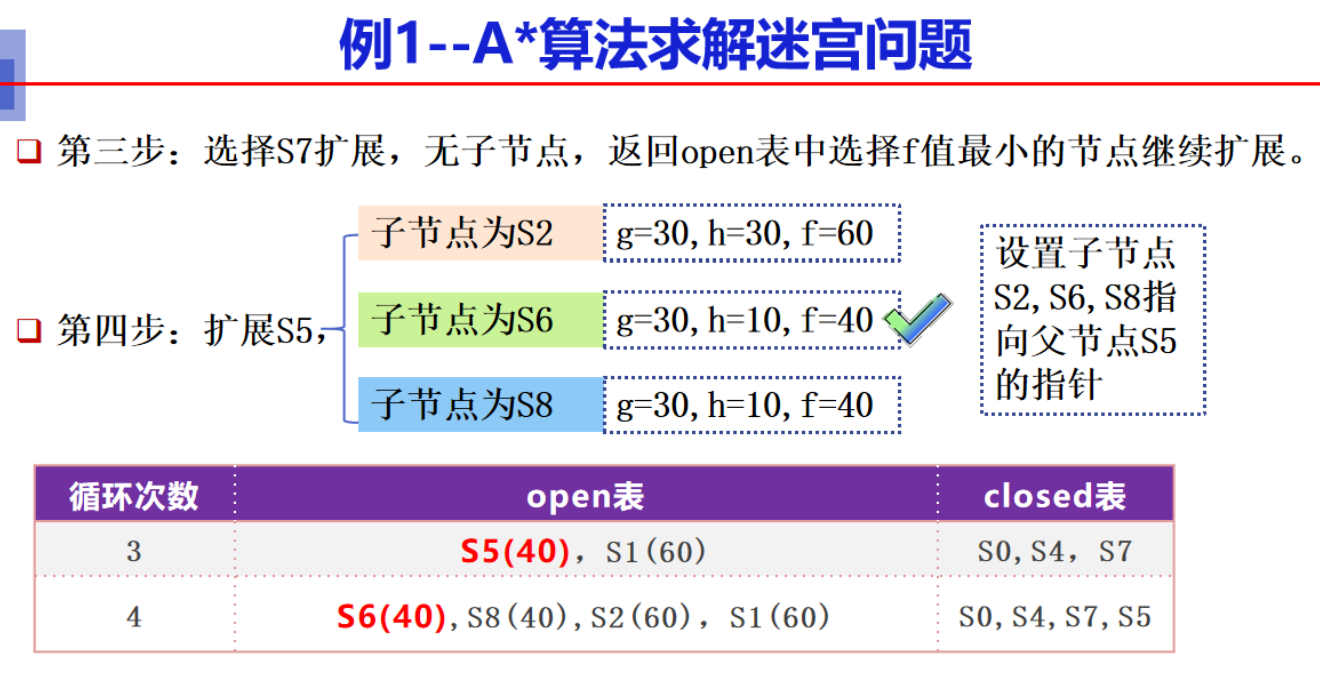 例1--A*算法求解迷宫问题
第三步：选择S7扩展，无子节点，返回open表中选择f值最小的节点继续扩展。
第四步：扩展S5，
子节点为S2 g=30,h=30,f=60
子节点为S6 g=30,h=10,f=40
子节点为S8 g=30,h=10,f=40
设置子节点
S2,S6,S8指
向父节点S5
的指针
循环次数 open表 closed表
3 S5(40)，S1(60) S0,S4，S7
4 S6(40),S8(40),S2(60)，S1(60) S0,S4,S7,S5